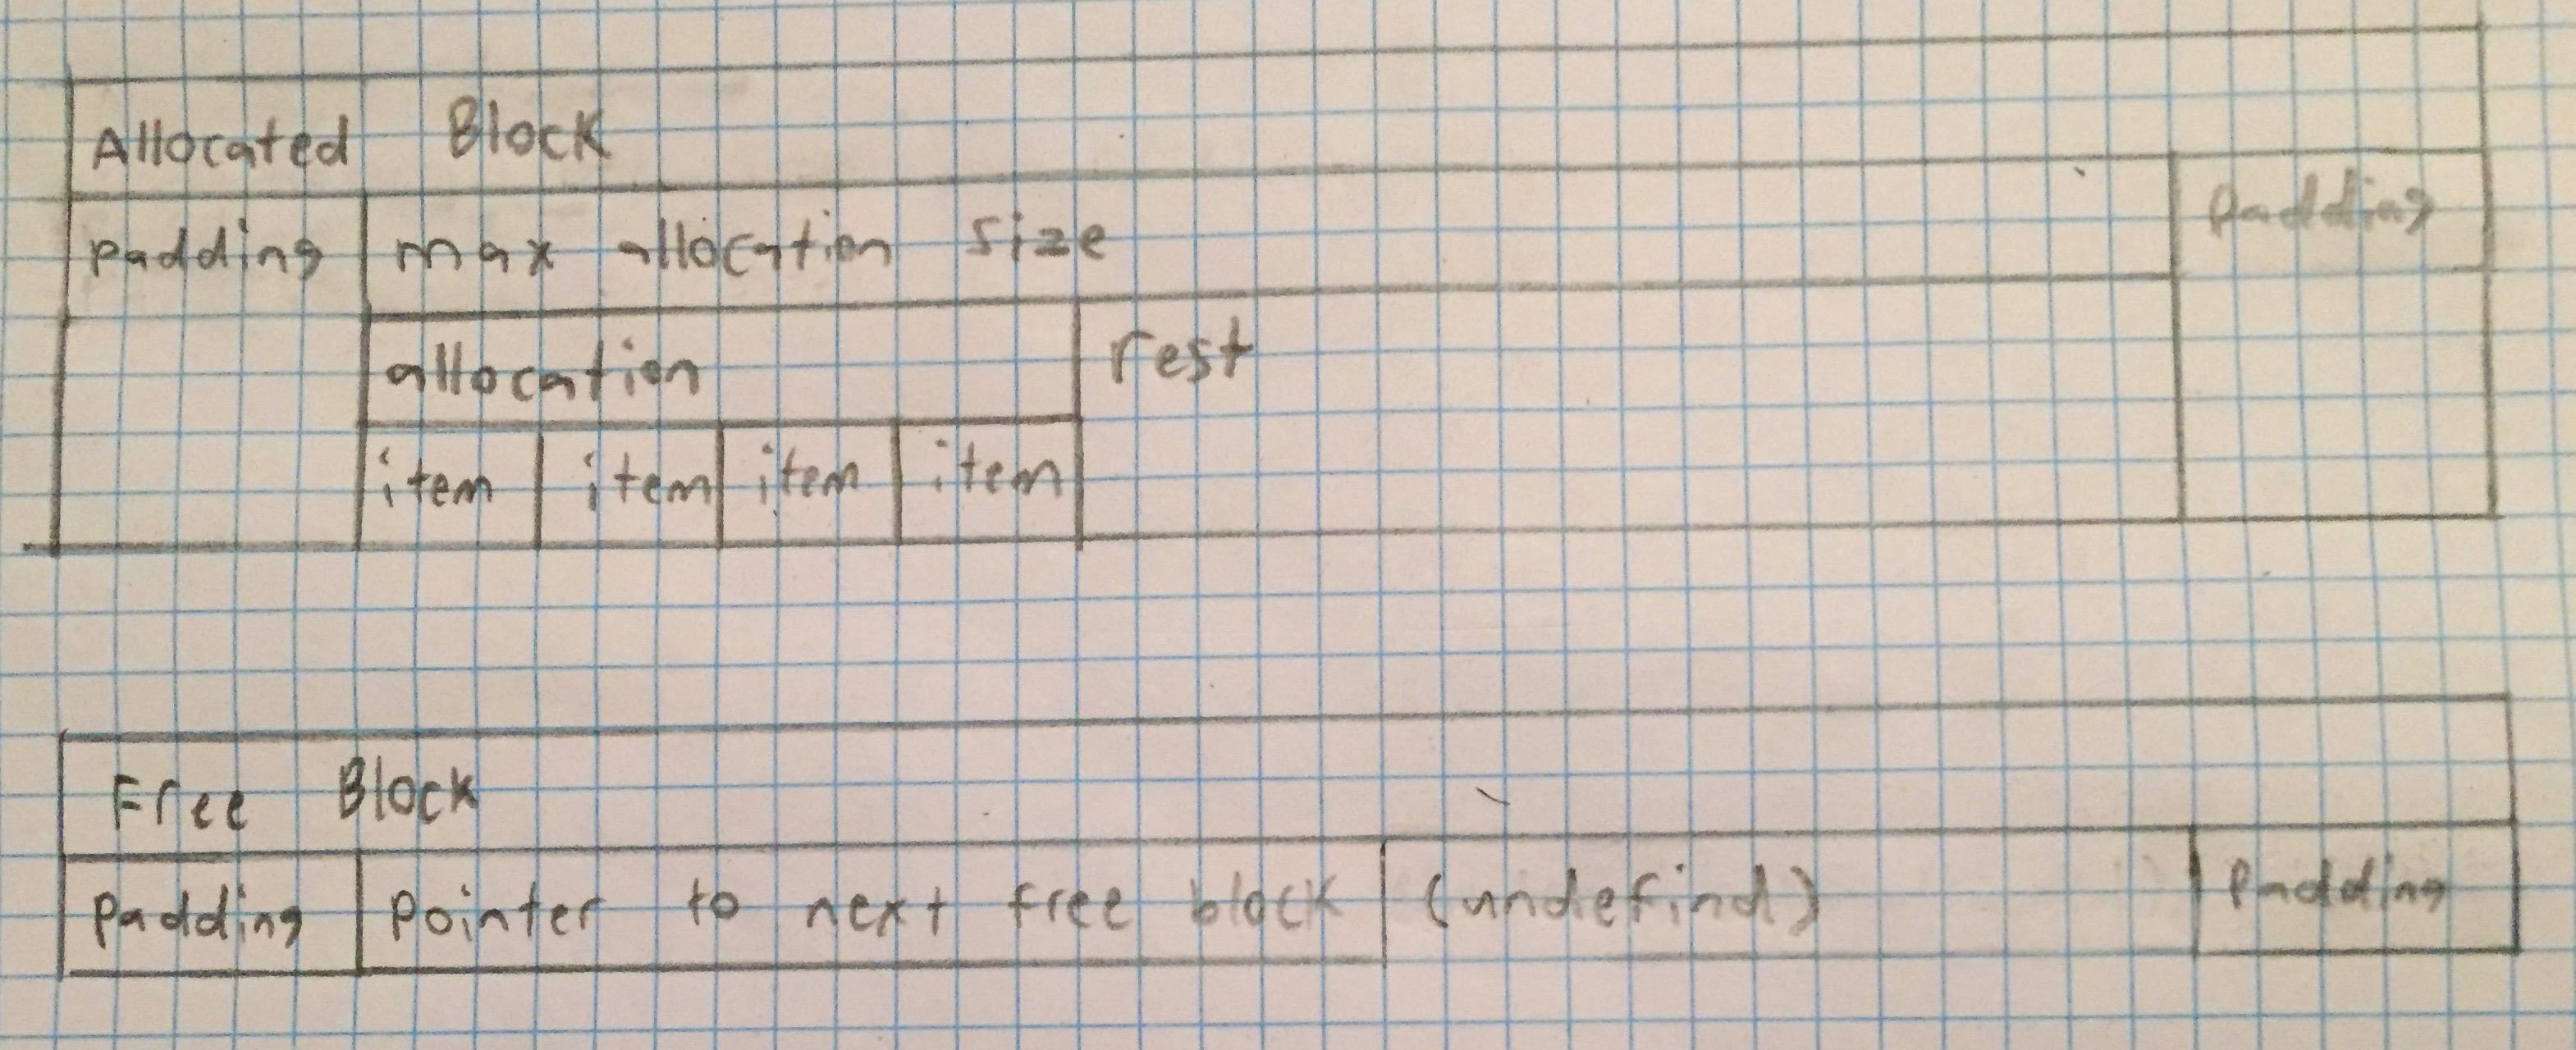 Allocated Block
padding max allocation size padding
allocation rest
item item item item
Free Block
padding pointer to next free block (undefind) padding